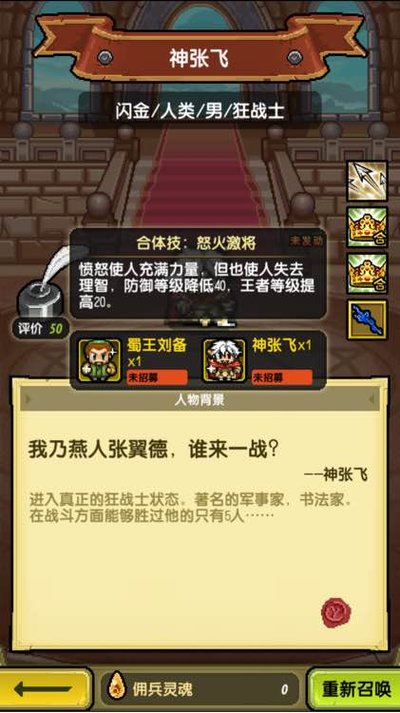 神张飞
闪金/人类/男/狂战士
合体技：怒火激将
未发动
愤怒使人充满力量，但也使人失去
理智，防御等级降低40，王者等级提
高20。
合
合
评价 50
蜀王刘备
x1
未招募
神张飞x1
未招募
人物背景
我乃燕人张翼德，谁来一战？
--神张飞
进入真正的狂战士状态。著名的军事家，书法家。
在战斗方面能够胜过他的只有5人……
佣兵灵魂
0
重新召唤